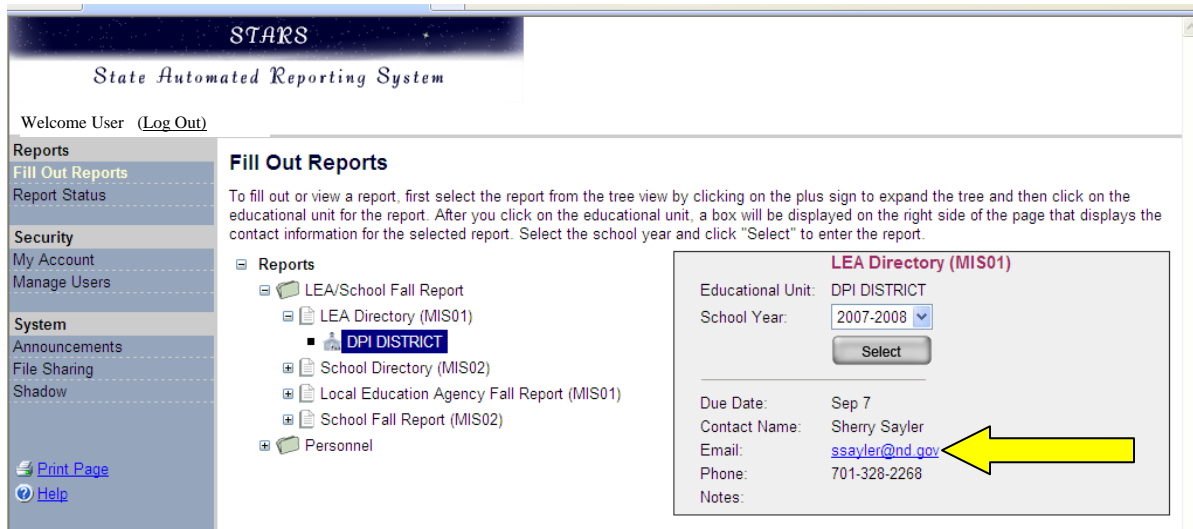 STARS
State Automated Reporting System
Welcome User (Log Out)
Reports
Fill Out Reports
Report Status
Security
My Account
Manage Users
System
Announcements
File Sharing
Shadow
Print Page
Help
Fill Out Reports
To fill out or view a report, first select the report from the tree view by clicking on the plus sign to expand the tree and then click on the
educational unit for the report. After you click on the educational unit, a box will be displayed on the right side of the page that displays the
contact information for the selected report. Select the school year and click "Select" to enter the report.
Reports
LEA/School Fall Report
LEA Directory (MIS01)
DPI DISTRICT
School Directory (MIS02)
Local Education Agency Fall Report (MIS01)
School Fall Report (MIS02)
Personnel
LEA Directory (MIS01)
Educational Unit: DPI DISTRICT
School Year: 2007-2008
Select
Due Date: Sep 7
Contact Name: Sherry Sayler
Email: ssayler@nd.gov
Phone: 701-328-2268
Notes: